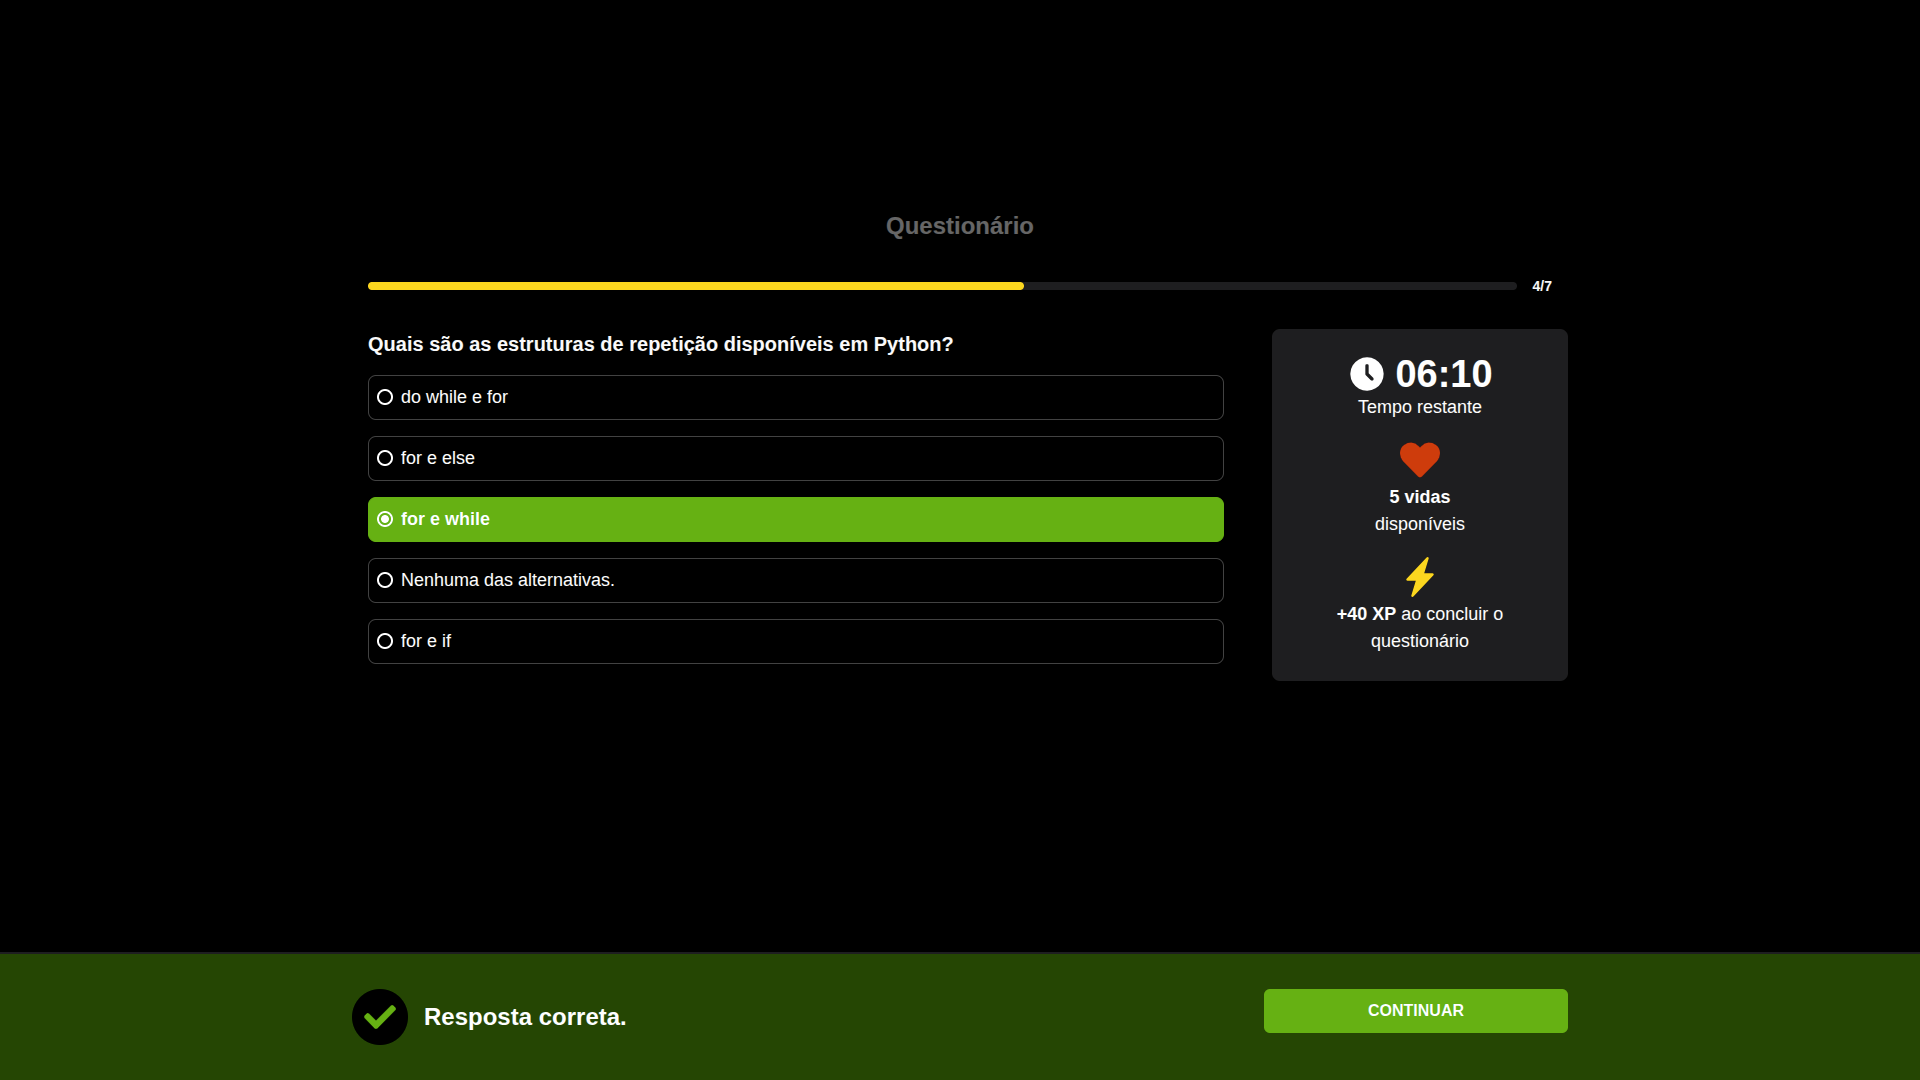 Questionário
4/7
Quais são as estruturas de repetição disponíveis em Python?
do while e for
for e else
for e while
Nenhuma das alternativas.
for e if
06:10
Tempo restante
5 vidas
disponíveis
+40 XP ao concluir o
questionário
Resposta correta.
CONTINUAR